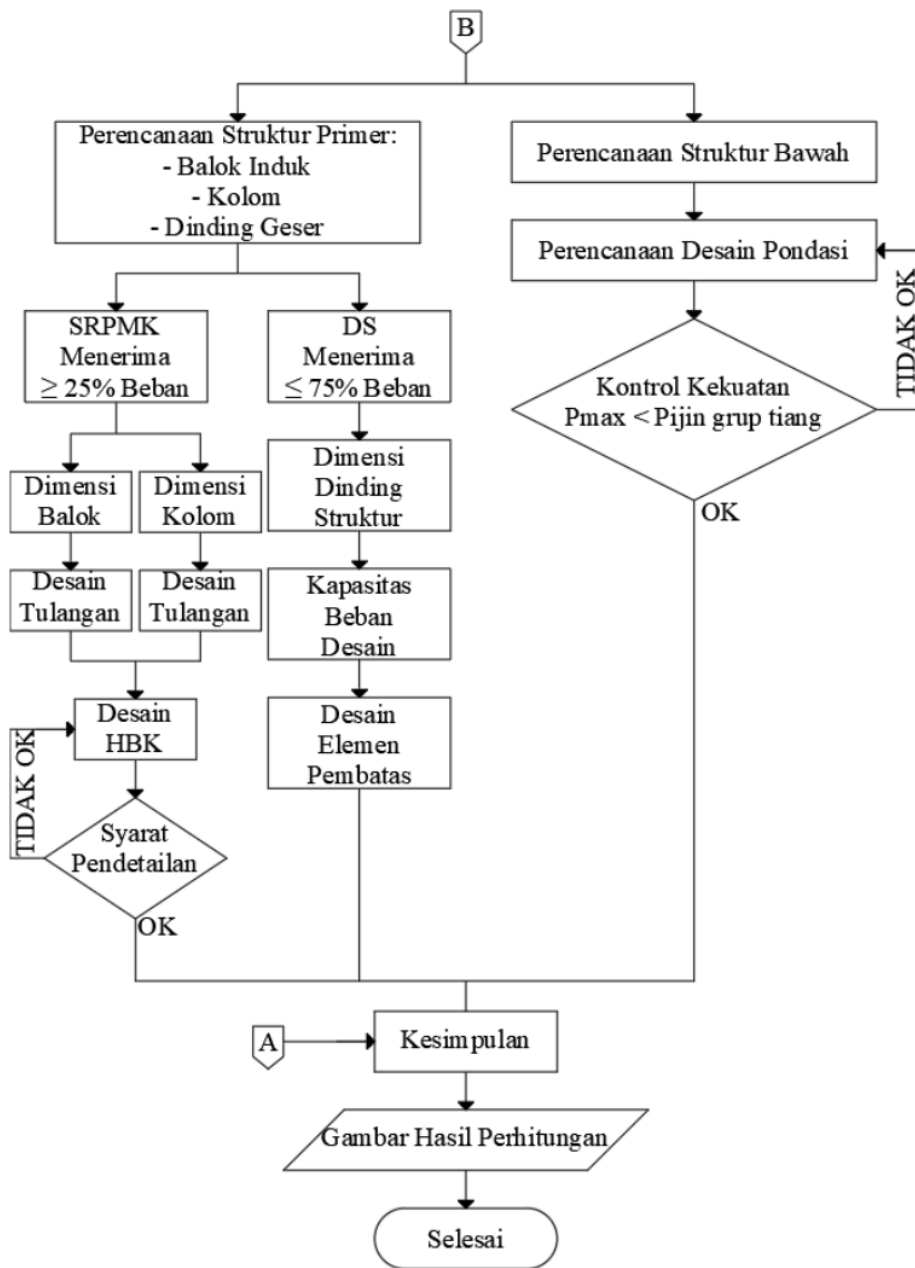 B
Perencanaan Struktur Primer:
- Balok Induk
- Kolom
- Dinding Geser
Perencanaan Struktur Bawah
Perencanaan Desain Pondasi
TIDAK OK
Kontrol Kekuatan
Pmax < Pijin grup tiang
OK
SRPMK
Menerima
≥ 25% Beban
DS
Menerima
≤ 75% Beban
Dimensi
Balok
Dimensi
Kolom
Dimensi
Dinding
Struktur
Desain
Tulangan
Desain
Tulangan
Kapasitas
Beban
Desain
Desain
HBK
Desain
Elemen
Pembatas
TIDAK OK
Syarat
Pendetailan
OK
A
Kesimpulan
Gambar Hasil Perhitungan
Selesai